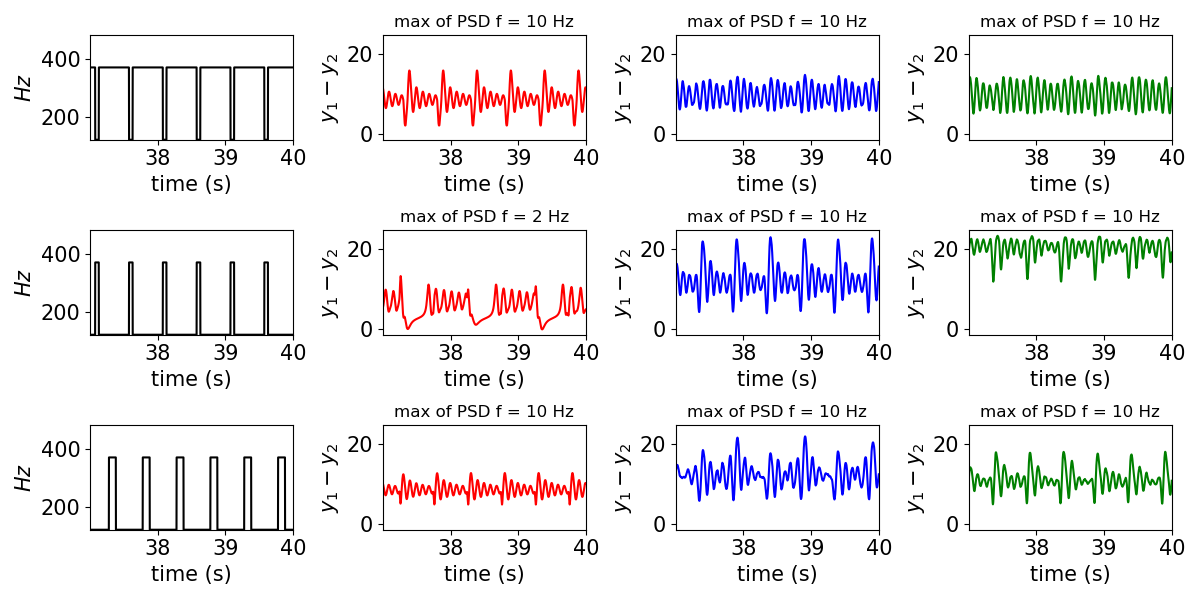 max of PSD f = 10 Hz
max of PSD f = 10 Hz
max of PSD f = 10 Hz
400
200
Hz
38 39 40
time (s)
20
0
y₁ − y₂
38 39 40
time (s)
20
0
y₁ − y₂
38 39 40
time (s)
20
0
y₁ − y₂
38 39 40
time (s)
max of PSD f = 2 Hz
max of PSD f = 10 Hz
max of PSD f = 10 Hz
400
200
Hz
38 39 40
time (s)
20
0
y₁ − y₂
38 39 40
time (s)
20
0
y₁ − y₂
38 39 40
time (s)
20
0
y₁ − y₂
38 39 40
time (s)
max of PSD f = 10 Hz
max of PSD f = 10 Hz
max of PSD f = 10 Hz
400
200
Hz
38 39 40
time (s)
20
0
y₁ − y₂
38 39 40
time (s)
20
0
y₁ − y₂
38 39 40
time (s)
20
0
y₁ − y₂
38 39 40
time (s)